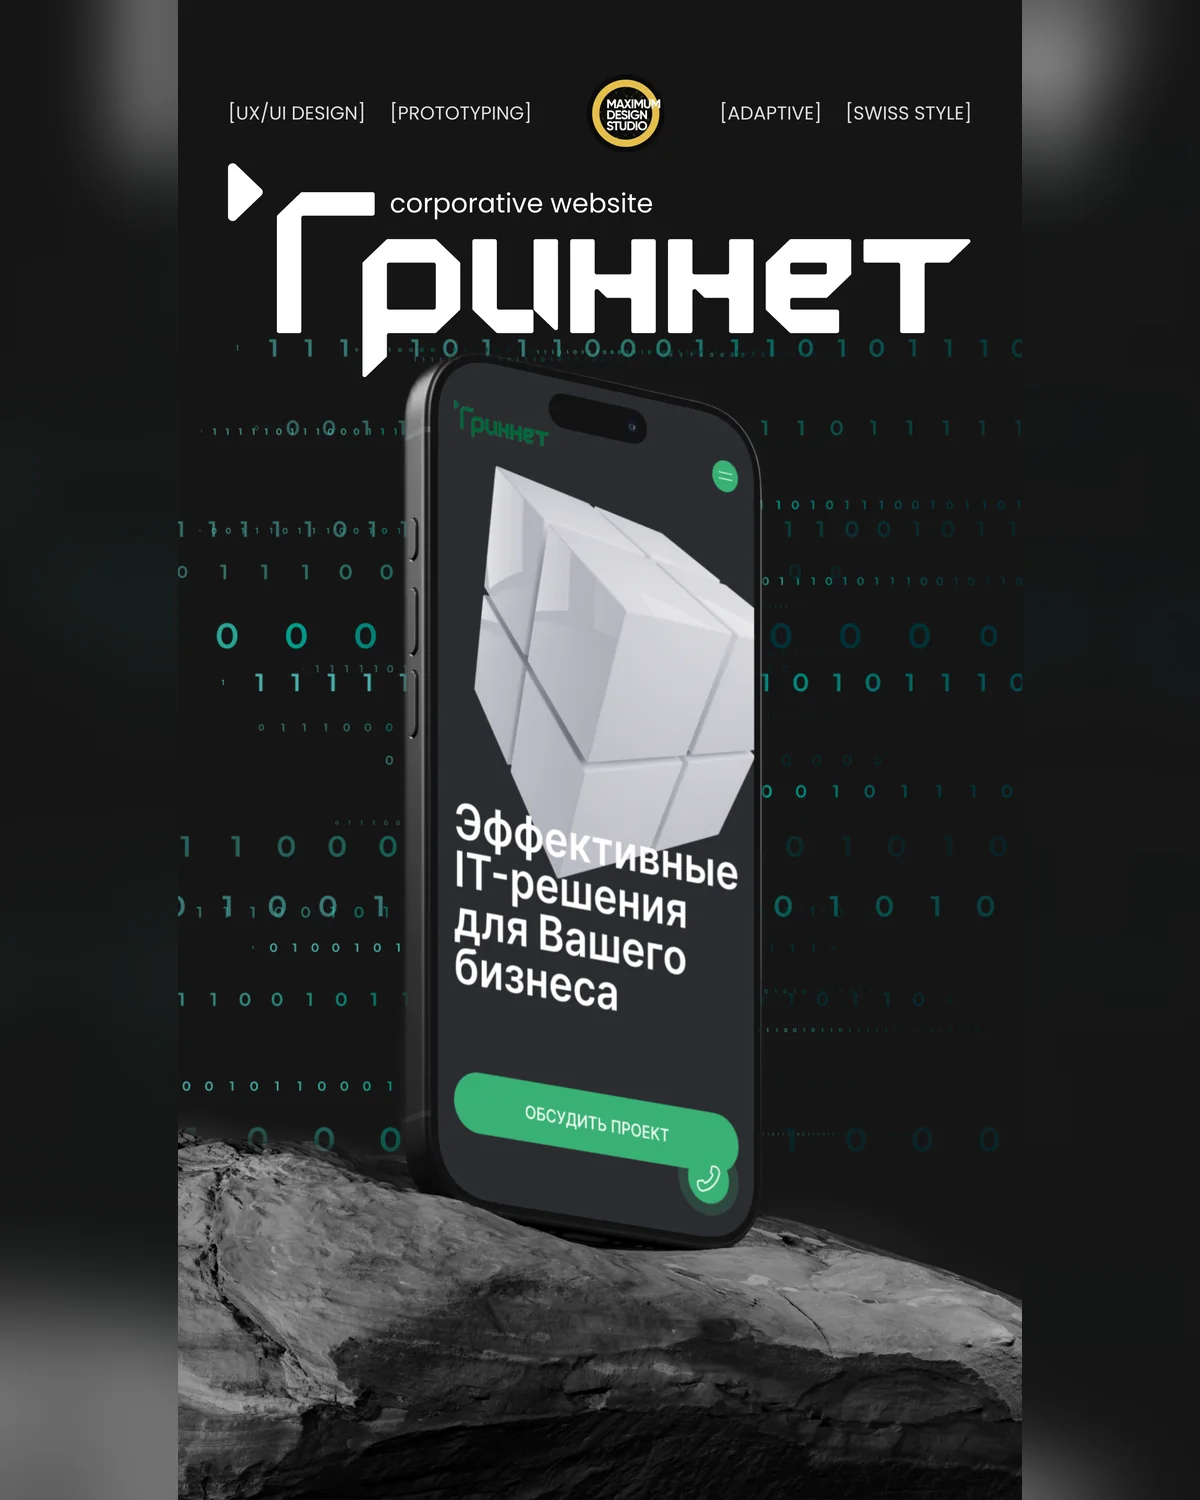 [UX/UI DESIGN] [PROTOTYPING] [ADAPTIVE] [SWISS STYLE]
MAXIMUM
DESIGN
STUDIO
corporative website
Гриннет
Гриннет
Эффективные
IT-решения
для Вашего
бизнеса
ОБСУДИТЬ ПРОЕКТ